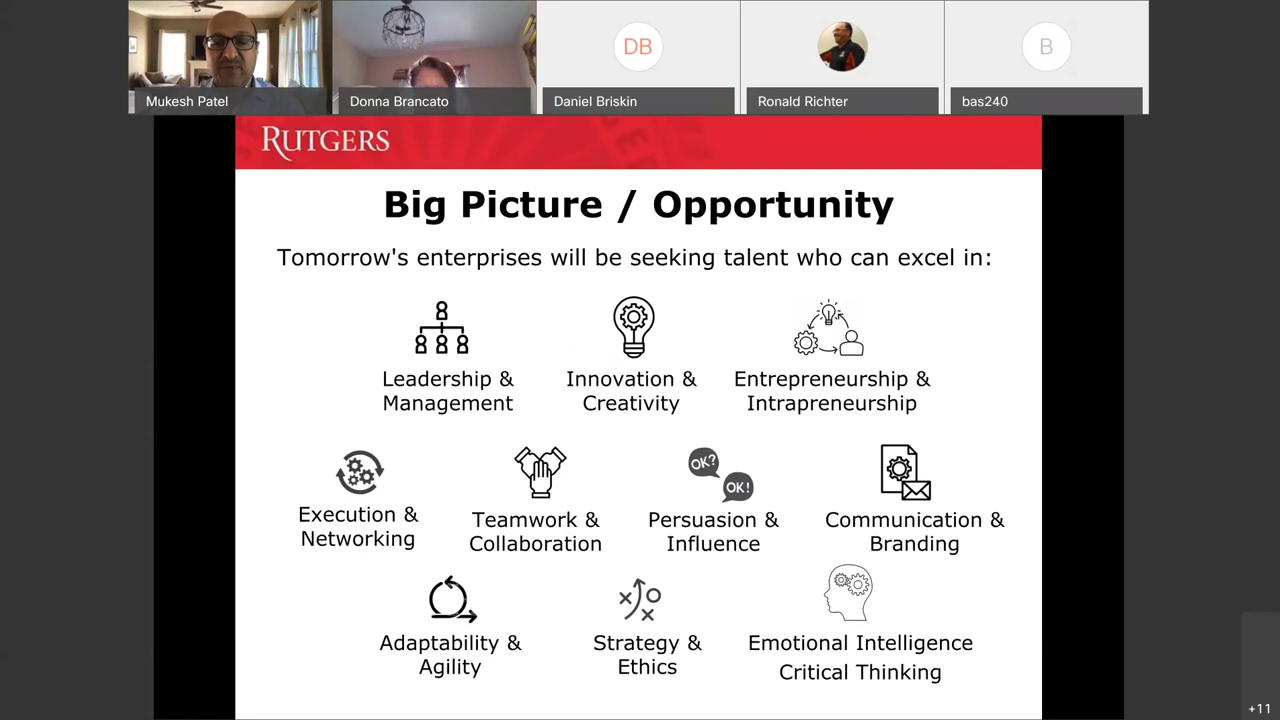 DB
B
Mukesh Patel
Donna Brancato
Daniel Briskin
Ronald Richter
bas240
RUTGERS
Big Picture / Opportunity
Tomorrow's enterprises will be seeking talent who can excel in:
Leadership &
Management
Innovation &
Creativity
Entrepreneurship &
Intrapreneurship
OK?
OK!
Execution &
Networking
Teamwork &
Collaboration
Persuasion &
Influence
Communication &
Branding
Adaptability &
Agility
Strategy &
Ethics
Emotional Intelligence
Critical Thinking
+11